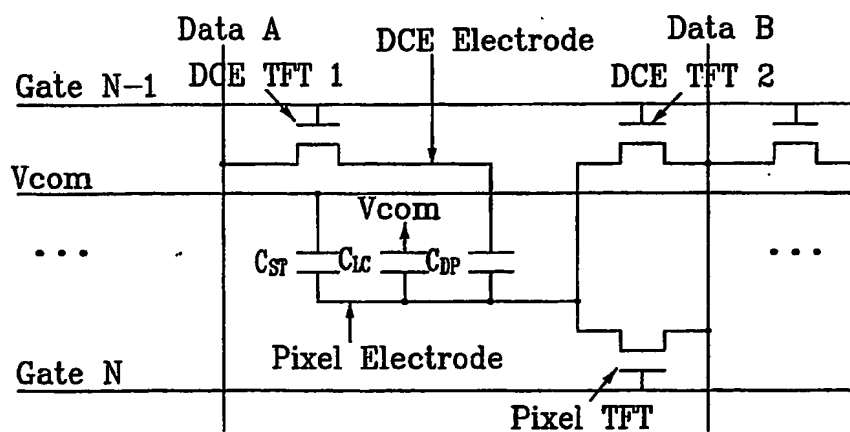 Data A
DCE Electrode
Data B
Gate N-1
DCE TFT 1
DCE TFT 2
Vcom
Vcom
CST
CLC
CDP
Pixel Electrode
Gate N
Pixel TFT